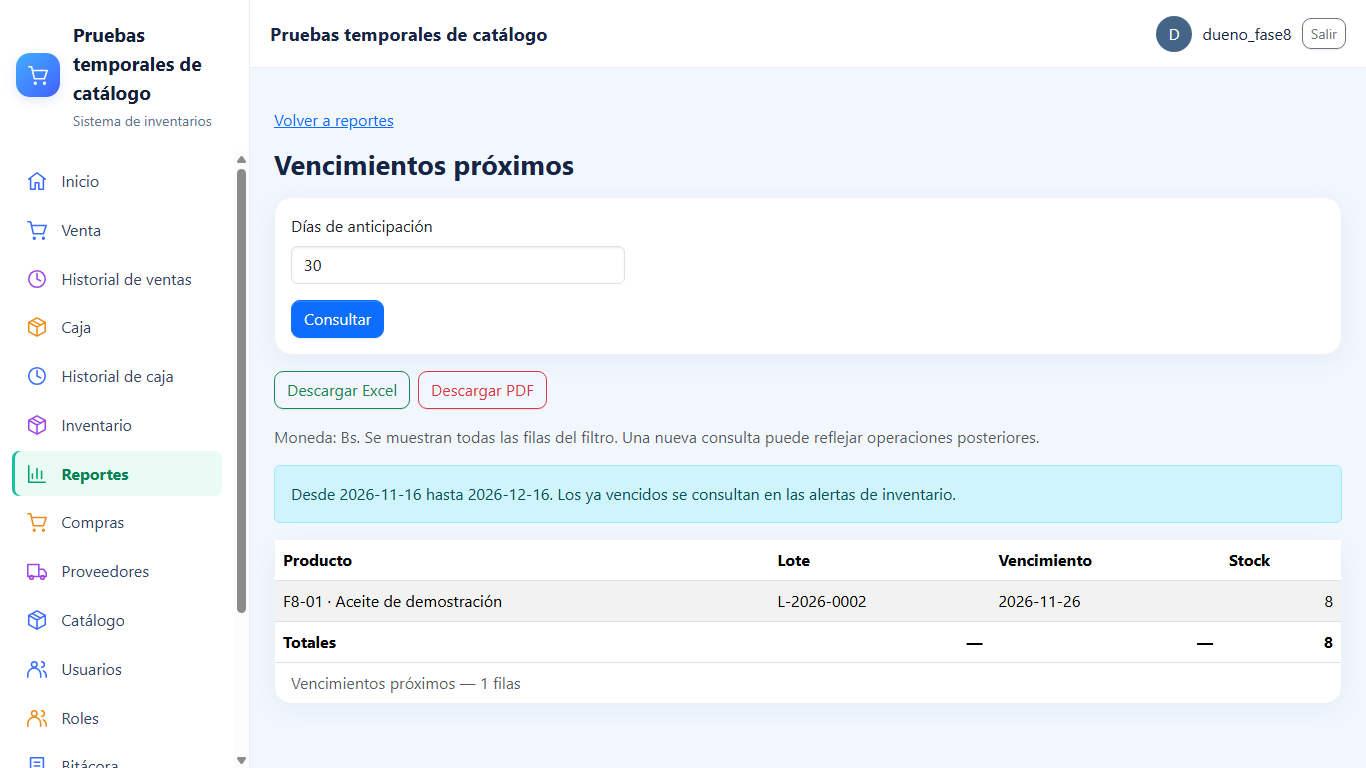 Pruebas
temporales de
catálogo
Sistema de inventarios
Inicio
Venta
Historial de ventas
Caja
Historial de caja
Inventario
Reportes
Compras
Proveedores
Catálogo
Usuarios
Roles
Bitácora
Pruebas temporales de catálogo
D dueno_fase8 Salir
Volver a reportes
Vencimientos próximos
Días de anticipación
30
Consultar
Descargar Excel Descargar PDF
Moneda: Bs. Se muestran todas las filas del filtro. Una nueva consulta puede reflejar operaciones posteriores.
Desde 2026-11-16 hasta 2026-12-16. Los ya vencidos se consultan en las alertas de inventario.
Producto Lote Vencimiento Stock
F8-01 · Aceite de demostración L-2026-0002 2026-11-26 8
Totales — — 8
Vencimientos próximos — 1 filas